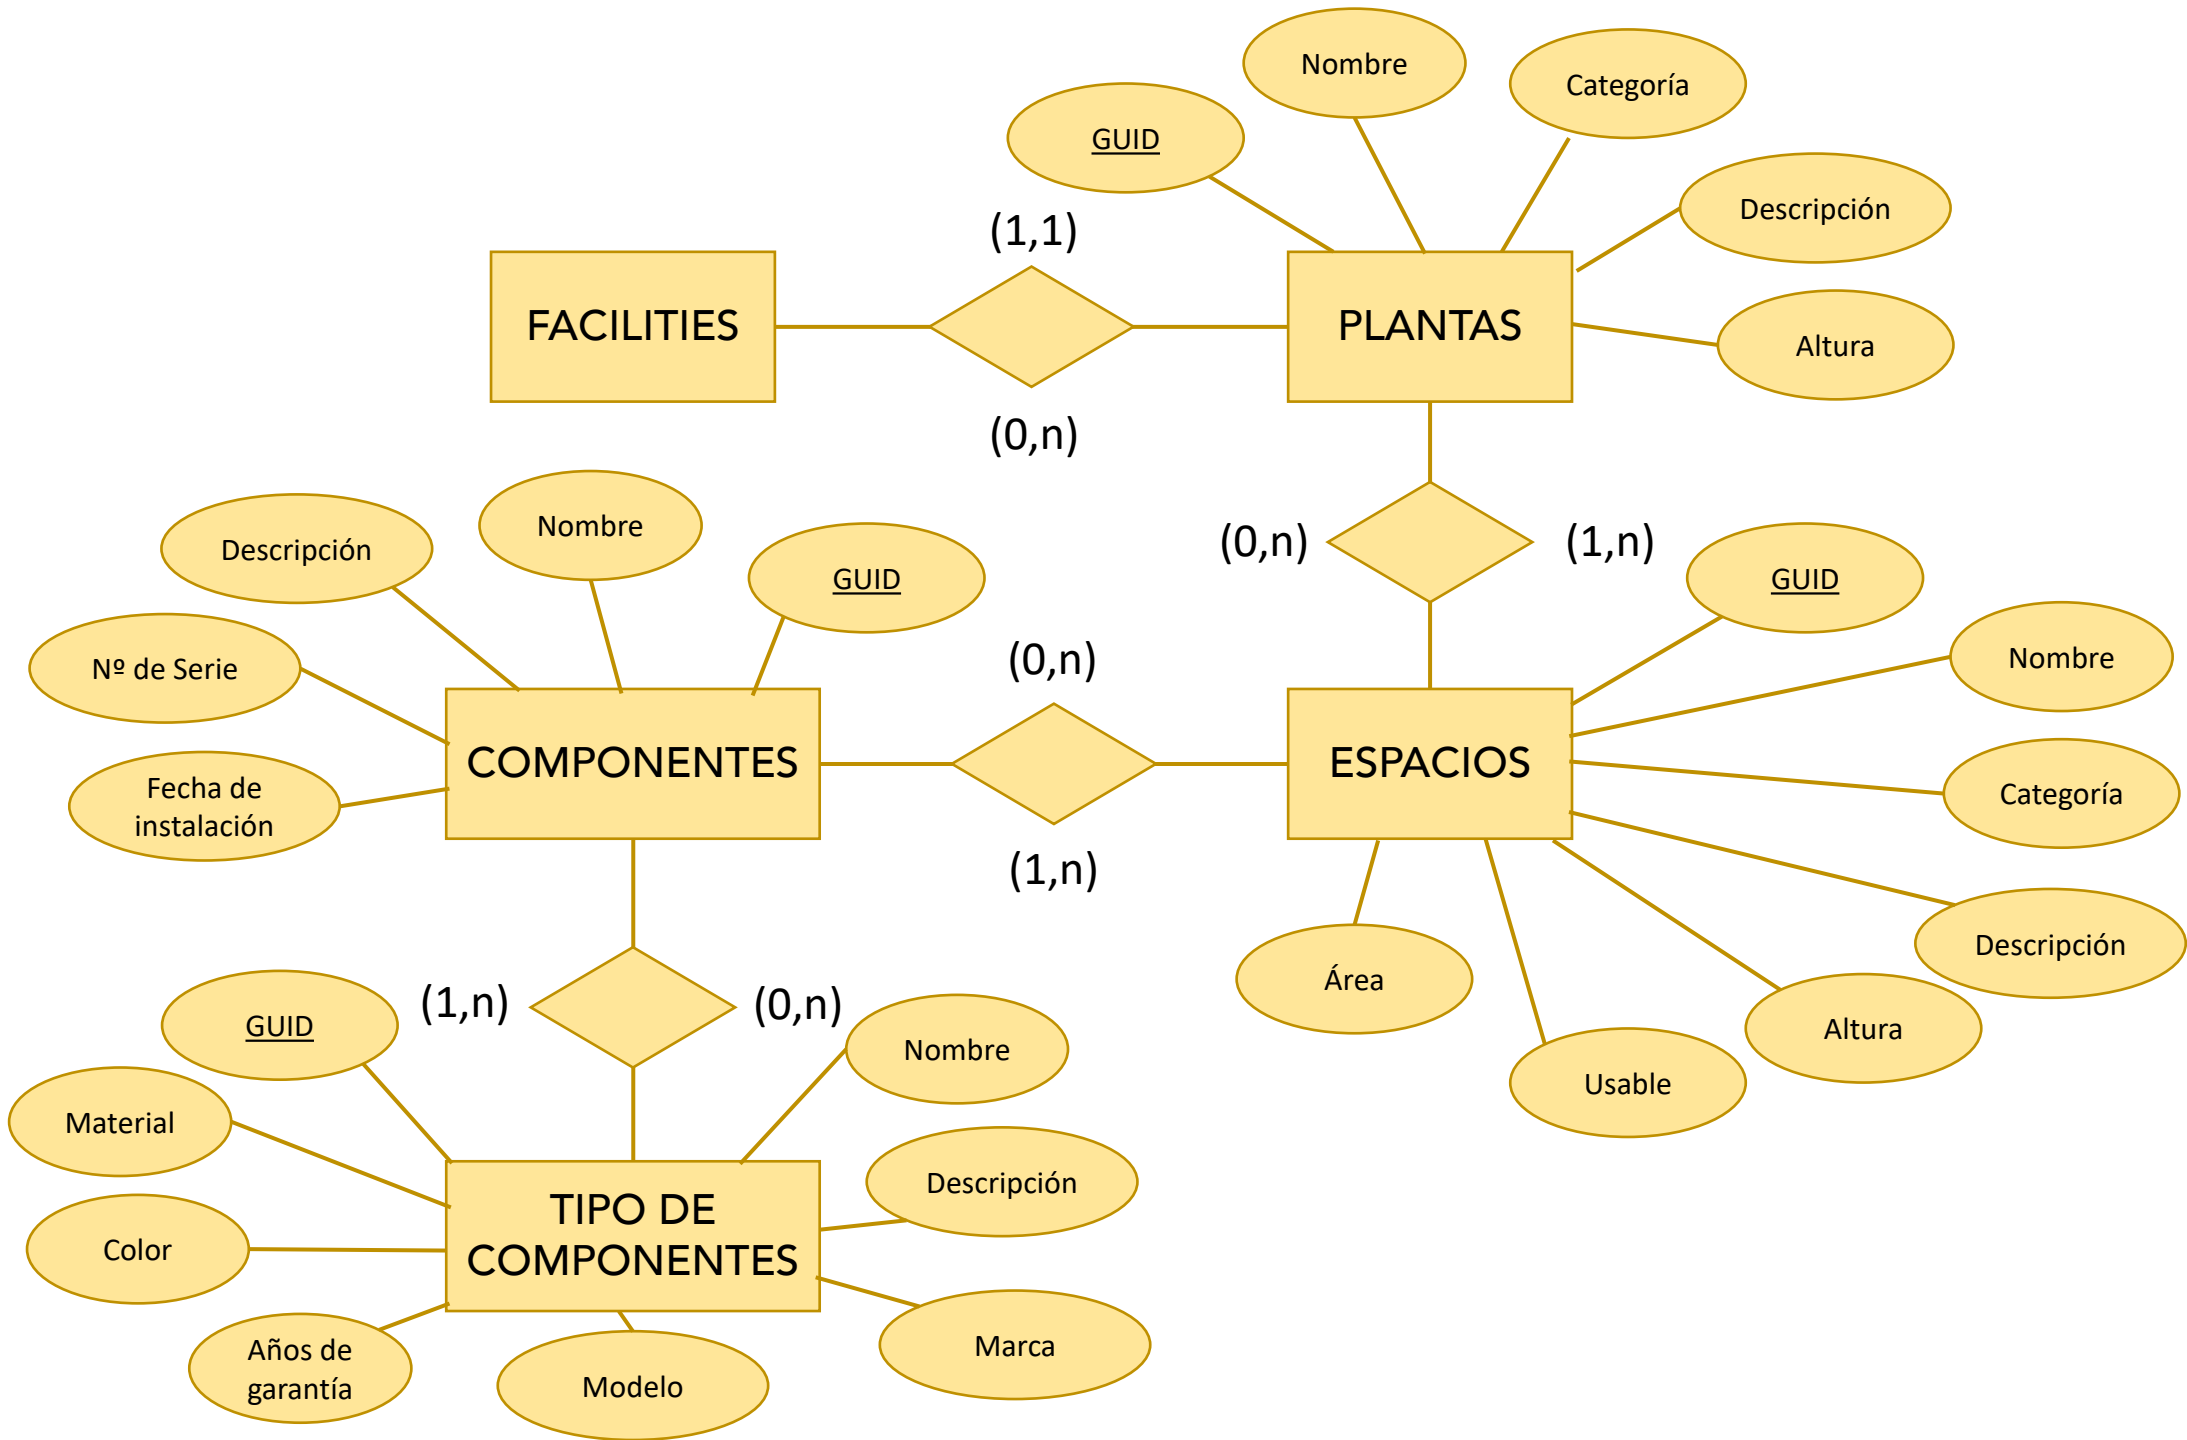 Nombre
Categoría
GUID
Descripción
(1,1)
FACILITIES
PLANTAS
Altura
(0,n)
Nombre
Descripción
GUID
(0,n)
(1,n)
GUID
Nº de Serie
(0,n)
Nombre
COMPONENTES
ESPACIOS
Fecha de
instalación
Categoría
(1,n)
Descripción
Área
(1,n)
(0,n)
GUID
Nombre
Altura
Usable
Material
Descripción
TIPO DE
COMPONENTES
Color
Marca
Años de
garantía
Modelo